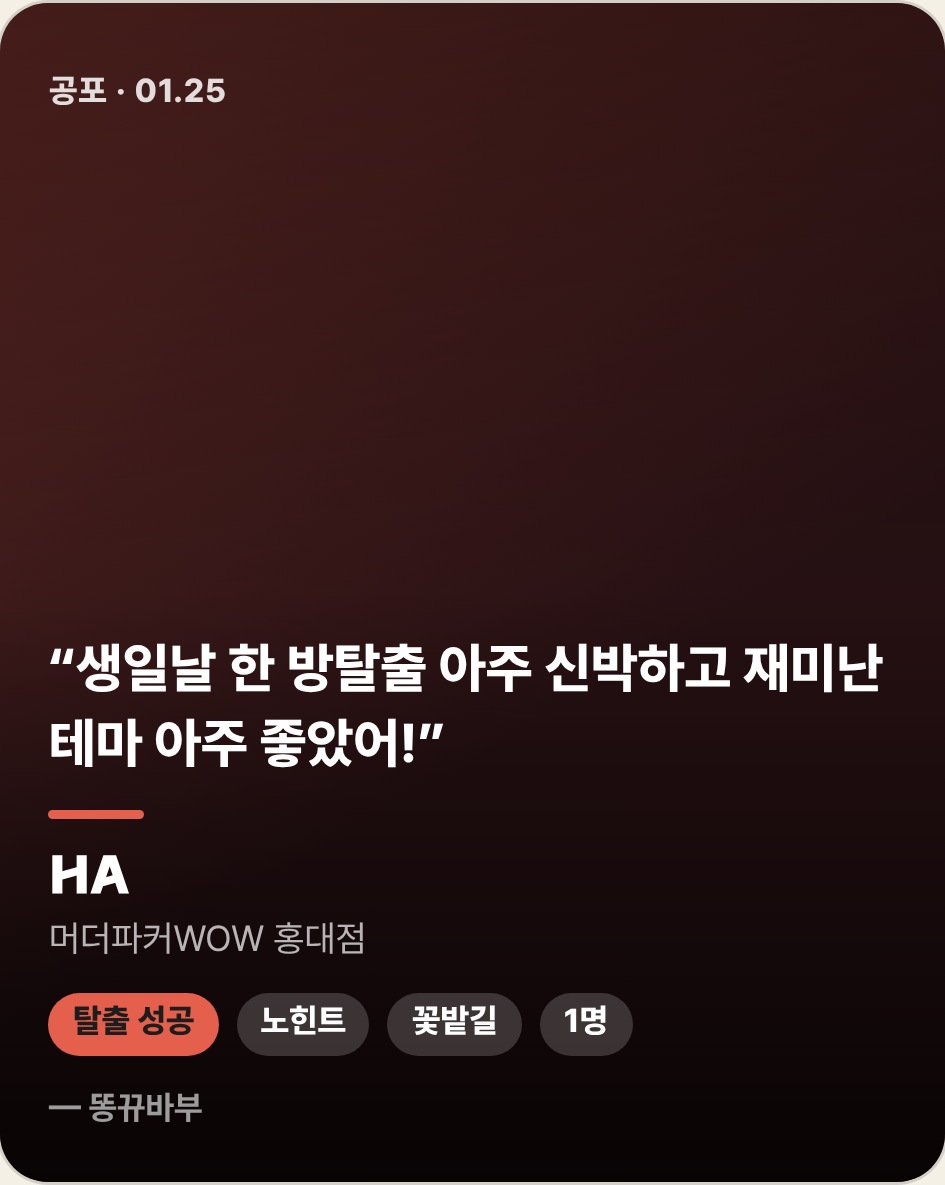 공포 · 01.25
“생일날 한 방탈출 아주 신박하고 재미난
테마 아주 좋았어!”
HA
머더파커WOW 홍대점
탈출 성공 노힌트 꽃밭길 1명
— 똥뀨바부